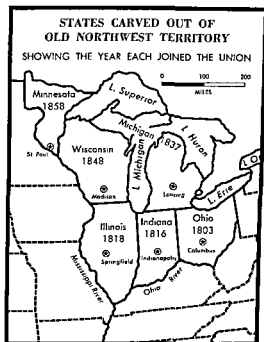 STATES CARVED OUT OF
OLD NORTHWEST TERRITORY
SHOWING THE YEAR EACH JOINED THE UNION
0 100 200
MILES
Minnesota
1858
L. Superior
St Paul
Wisconsin
1848
Michigan
1837
L. Huron
L. Michigan
Madison
Lansing
L. Erie
L O
Illinois
1818
Indiana
1816
Ohio
1803
Springfield
Indianapolis
Columbus
Mississippi River
Ohio River